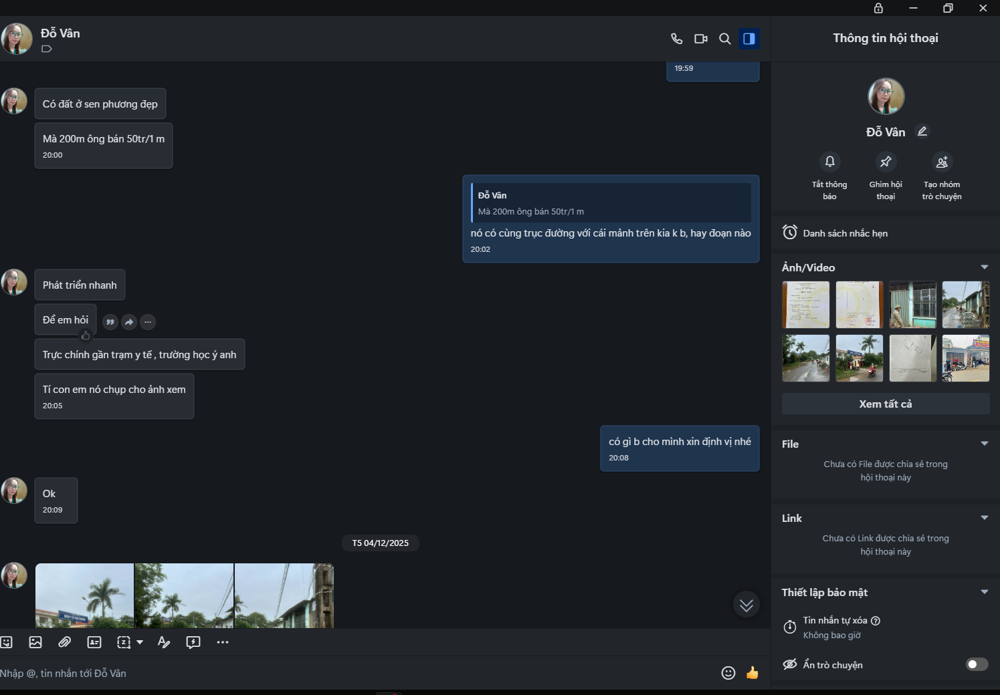 Đỗ Vân
Thông tin hội thoại
19:59
Có đất ở sen phương đẹp
Mà 200m ông bán 50tr/1 m
20:00
Đỗ Vân
Mà 200m ông bán 50tr/1 m
nó có cùng trục đường với cái mảnh trên kia k b, hay đoạn nào
20:02
Phát triển nhanh
Để em hỏi
Trực chính gần trạm y tế , trường học ý anh
Tí con em nó chụp cho ảnh xem
20:05
có gì b cho mình xin định vị nhé
20:08
Ok
20:09
T5 04/12/2025
Nhập @, tin nhắn tới Đỗ Vân
Đỗ Vân
Tắt thông
báo
Ghim hội
thoại
Tạo nhóm
trò chuyện
Danh sách nhắc hẹn
Ảnh/Video
Xem tất cả
File
Chưa có File được chia sẻ trong
hội thoại này
Link
Chưa có Link được chia sẻ trong
hội thoại này
Thiết lập bảo mật
Tin nhắn tự xóa
Không bao giờ
Ẩn trò chuyện